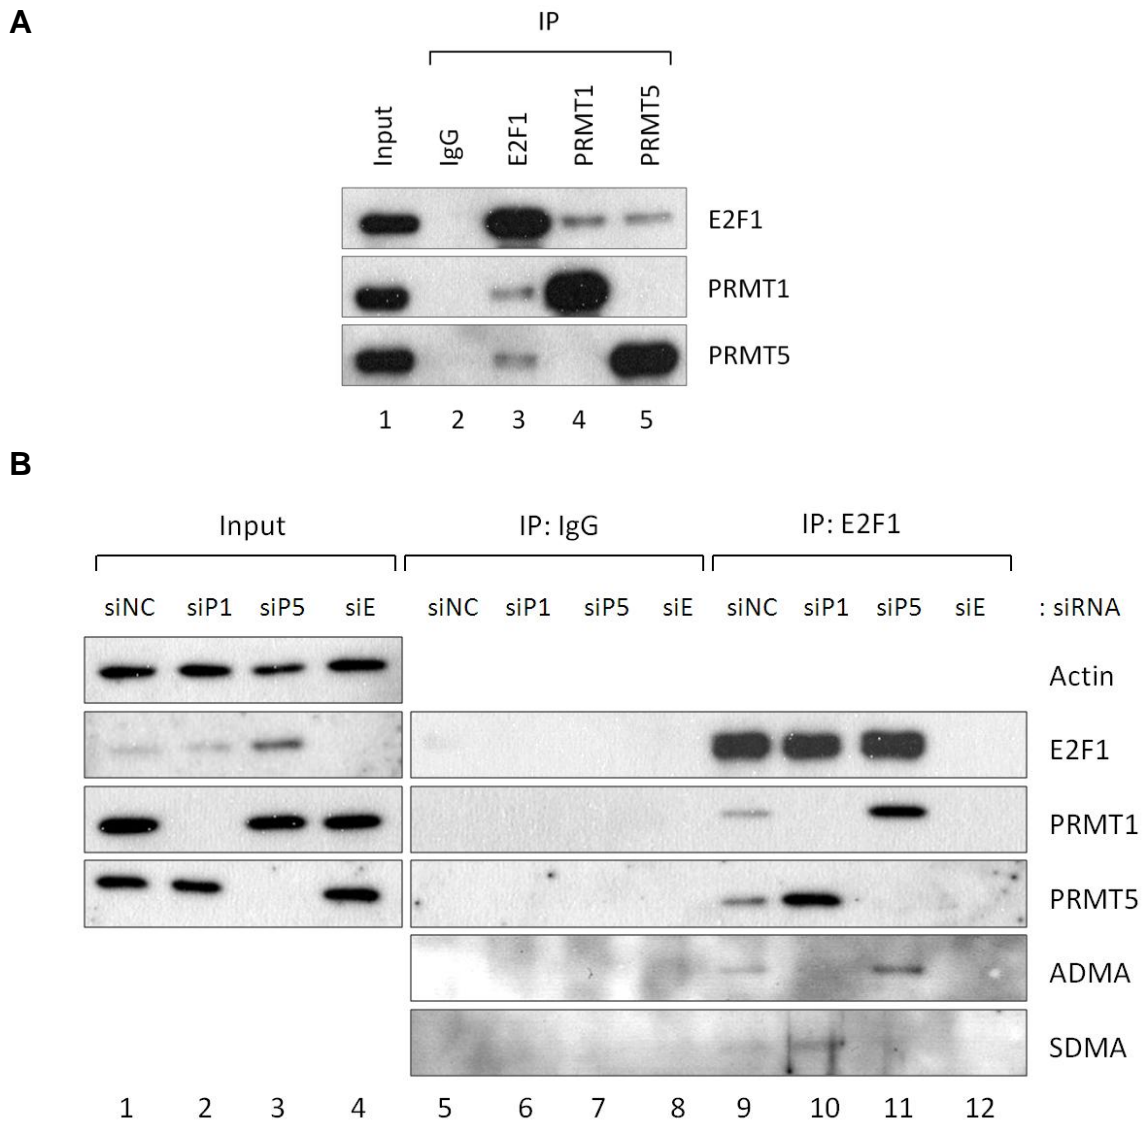 A
IP
Input IgG E2F1 PRMT1 PRMT5
E2F1
PRMT1
PRMT5
1 2 3 4 5
B
Input IP: IgG IP: E2F1
siNC siP1 siP5 siE siNC siP1 siP5 siE siNC siP1 siP5 siE : siRNA
Actin
E2F1
PRMT1
PRMT5
ADMA
SDMA
1 2 3 4 5 6 7 8 9 10 11 12